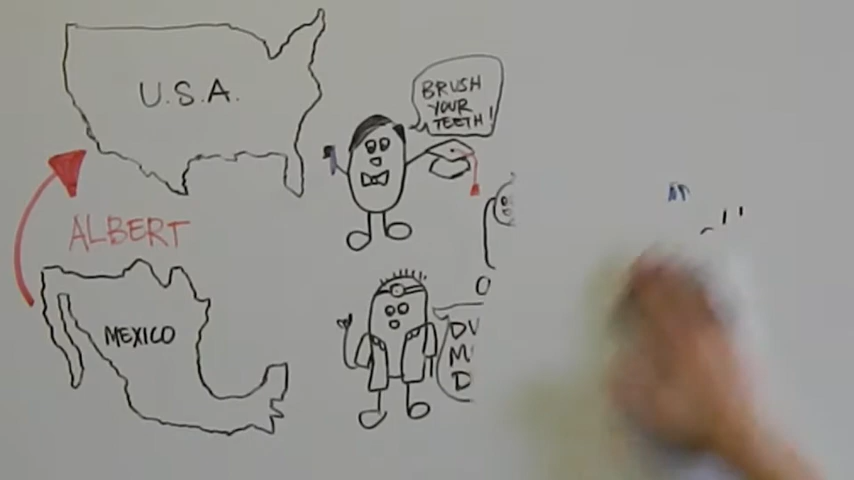 U.S.A.
BRUSH
YOUR
TEETH!
ALBERT
MEXICO